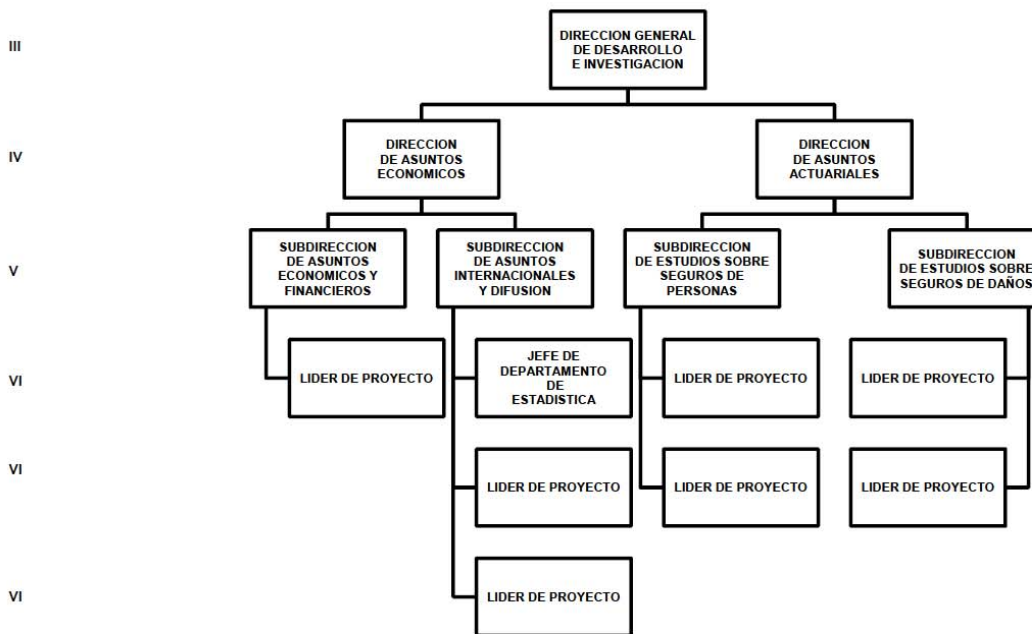 III
DIRECCION GENERAL
DE DESARROLLO
E INVESTIGACION
IV
DIRECCION
DE ASUNTOS
ECONOMICOS
DIRECCION
DE ASUNTOS
ACTUARIALES
V
SUBDIRECCION
DE ASUNTOS
ECONOMICOS Y
FINANCIEROS
SUBDIRECCION
DE ASUNTOS
INTERNACIONALES
Y DIFUSION
SUBDIRECCION
DE ESTUDIOS SOBRE
SEGUROS DE
PERSONAS
SUBDIRECCION
DE ESTUDIOS SOBRE
SEGUROS DE DAÑOS
VI
LIDER DE PROYECTO
JEFE DE
DEPARTAMENTO
DE
ESTADISTICA
LIDER DE PROYECTO
LIDER DE PROYECTO
VI
LIDER DE PROYECTO
LIDER DE PROYECTO
LIDER DE PROYECTO
VI
LIDER DE PROYECTO